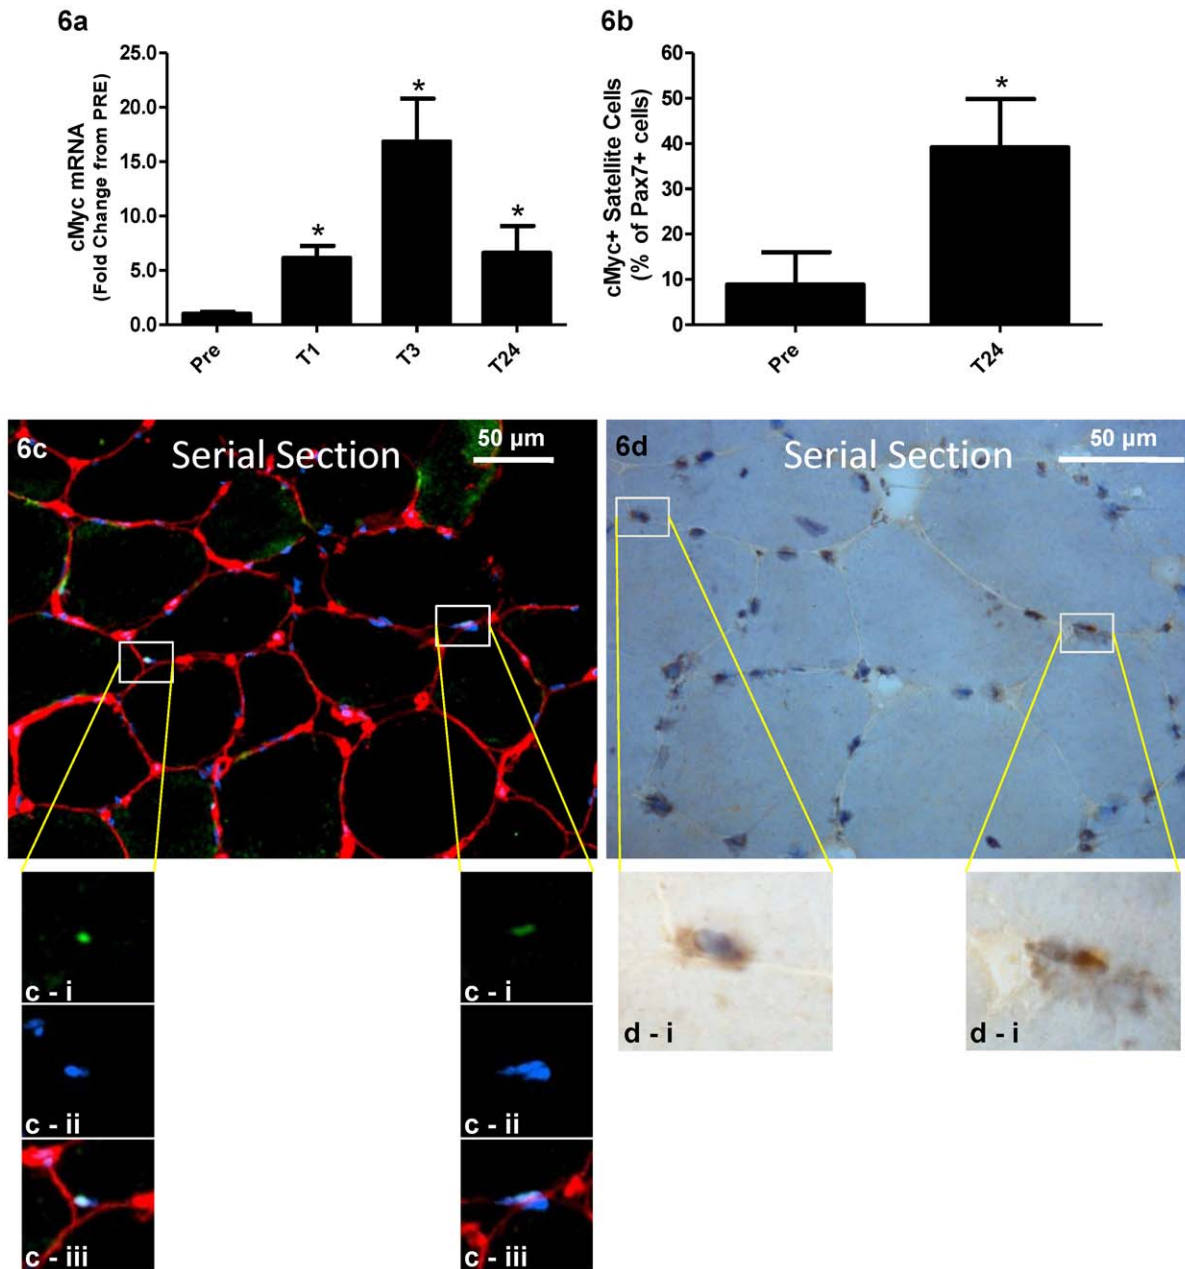 6a
cMyc mRNA
(Fold Change from PRE)
25.0
20.0
15.0
10.0
5.0
0.0
*
*
*
Pre
T1
T3
T24
6b
cMyc+ Satellite Cells
(% of Pax7+ cells)
60
50
40
30
20
10
0
*
Pre
T24
6c
Serial Section
50 µm
6d
Serial Section
50 µm
c - i
c - ii
c - iii
c - i
c - ii
c - iii
d - i
d - i